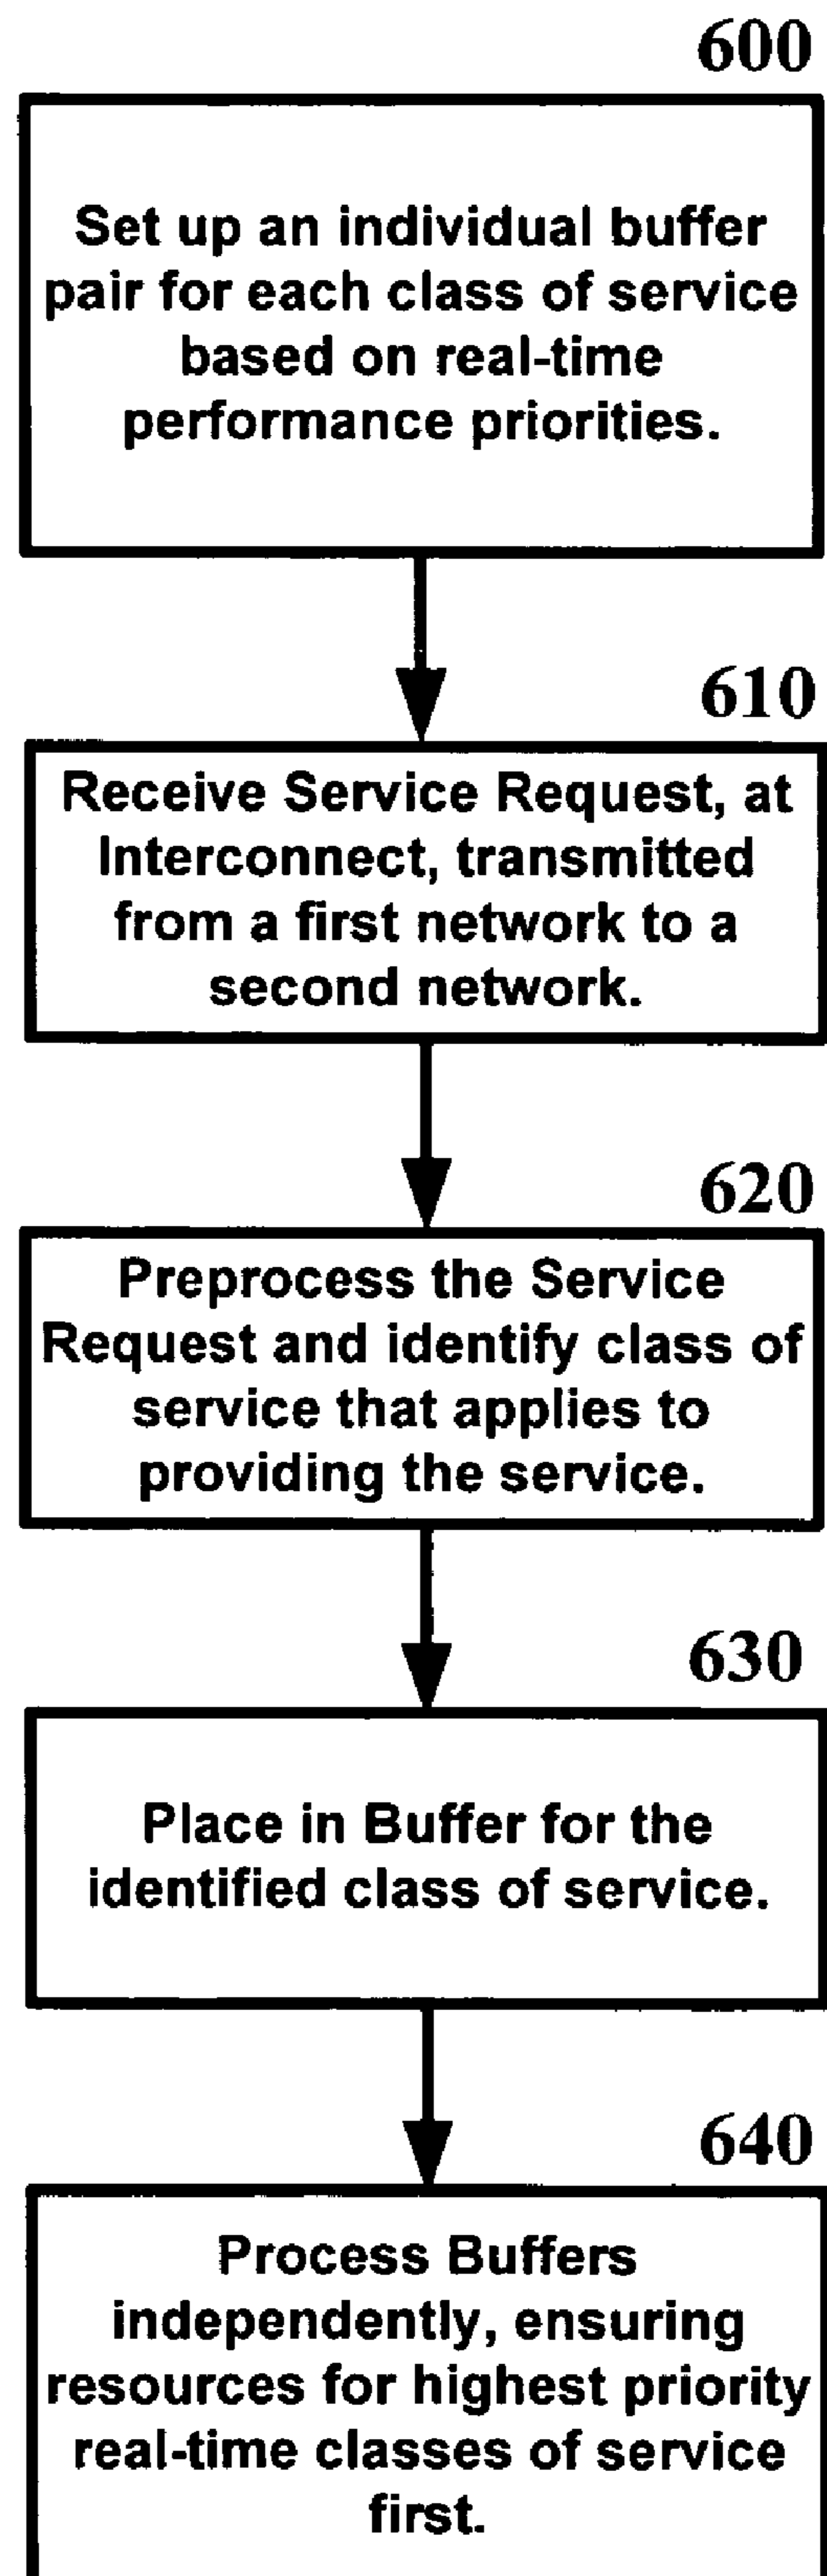 600
Set up an individual buffer
pair for each class of service
based on real-time
performance priorities.
610
Receive Service Request, at
Interconnect, transmitted
from a first network to a
second network.
620
Preprocess the Service
Request and identify class of
service that applies to
providing the service.
630
Place in Buffer for the
identified class of service.
640
Process Buffers
independently, ensuring
resources for highest priority
real-time classes of service
first.